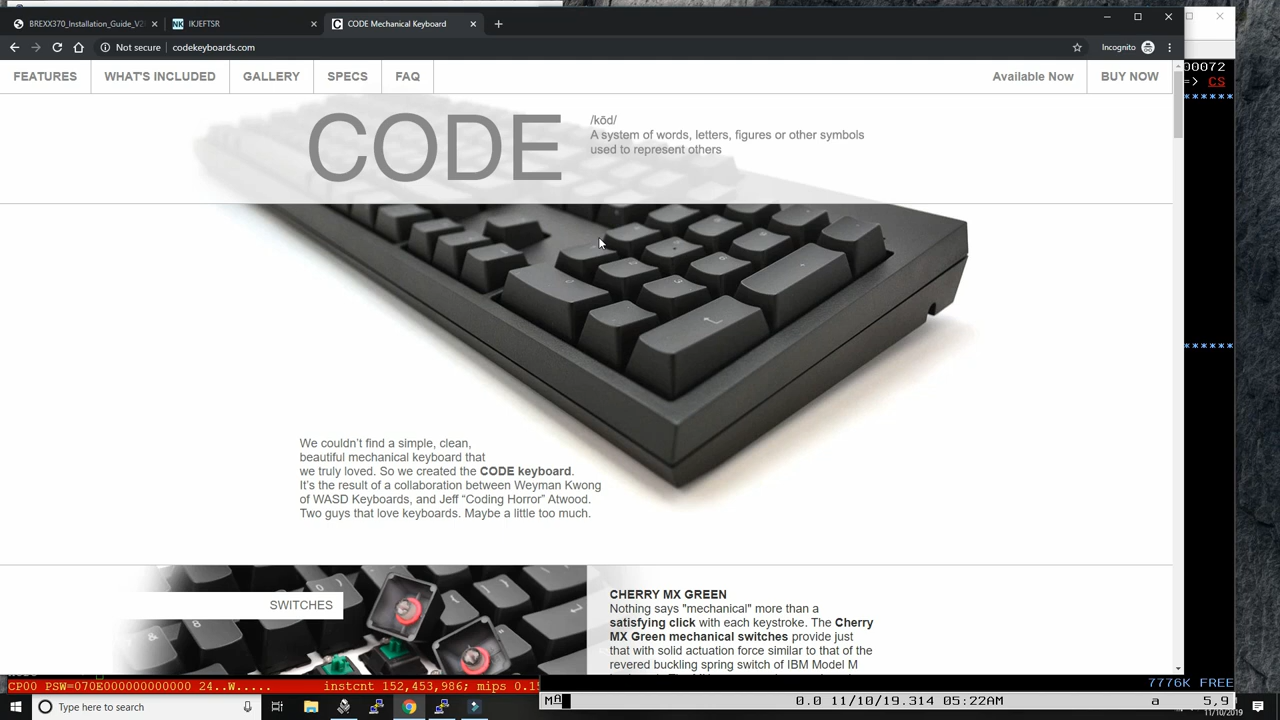 BREXX370_Installation_Guide_V2
IKJEFTSR
CODE Mechanical Keyboard
Not secure
codekeyboards.com
Incognito
FEATURES
WHAT'S INCLUDED
GALLERY
SPECS
FAQ
Available Now
BUY NOW
00072
=> CS
******
CODE
/kōd/
A system of words, letters, figures or other symbols
used to represent others
******
We couldn’t find a simple, clean,
beautiful mechanical keyboard that
we truly loved. So we created the CODE keyboard.
It’s the result of a collaboration between Weyman Kwong
of WASD Keyboards, and Jeff “Coding Horror” Atwood.
Two guys that love keyboards. Maybe a little too much.
SWITCHES
CHERRY MX GREEN
Nothing says "mechanical" more than a
satisfying click with each keystroke. The Cherry
MX Green mechanical switches provide just
that with solid actuation force similar to that of the
revered buckling spring switch of IBM Model M
7776K FREE
CP00 PSW=070E000000000000 24..W.....
instcnt 152,453,986; mips 0.1
MA
0.0 11/10/19.314 05:22AM
a
5,9
Type here to search
11/10/2019